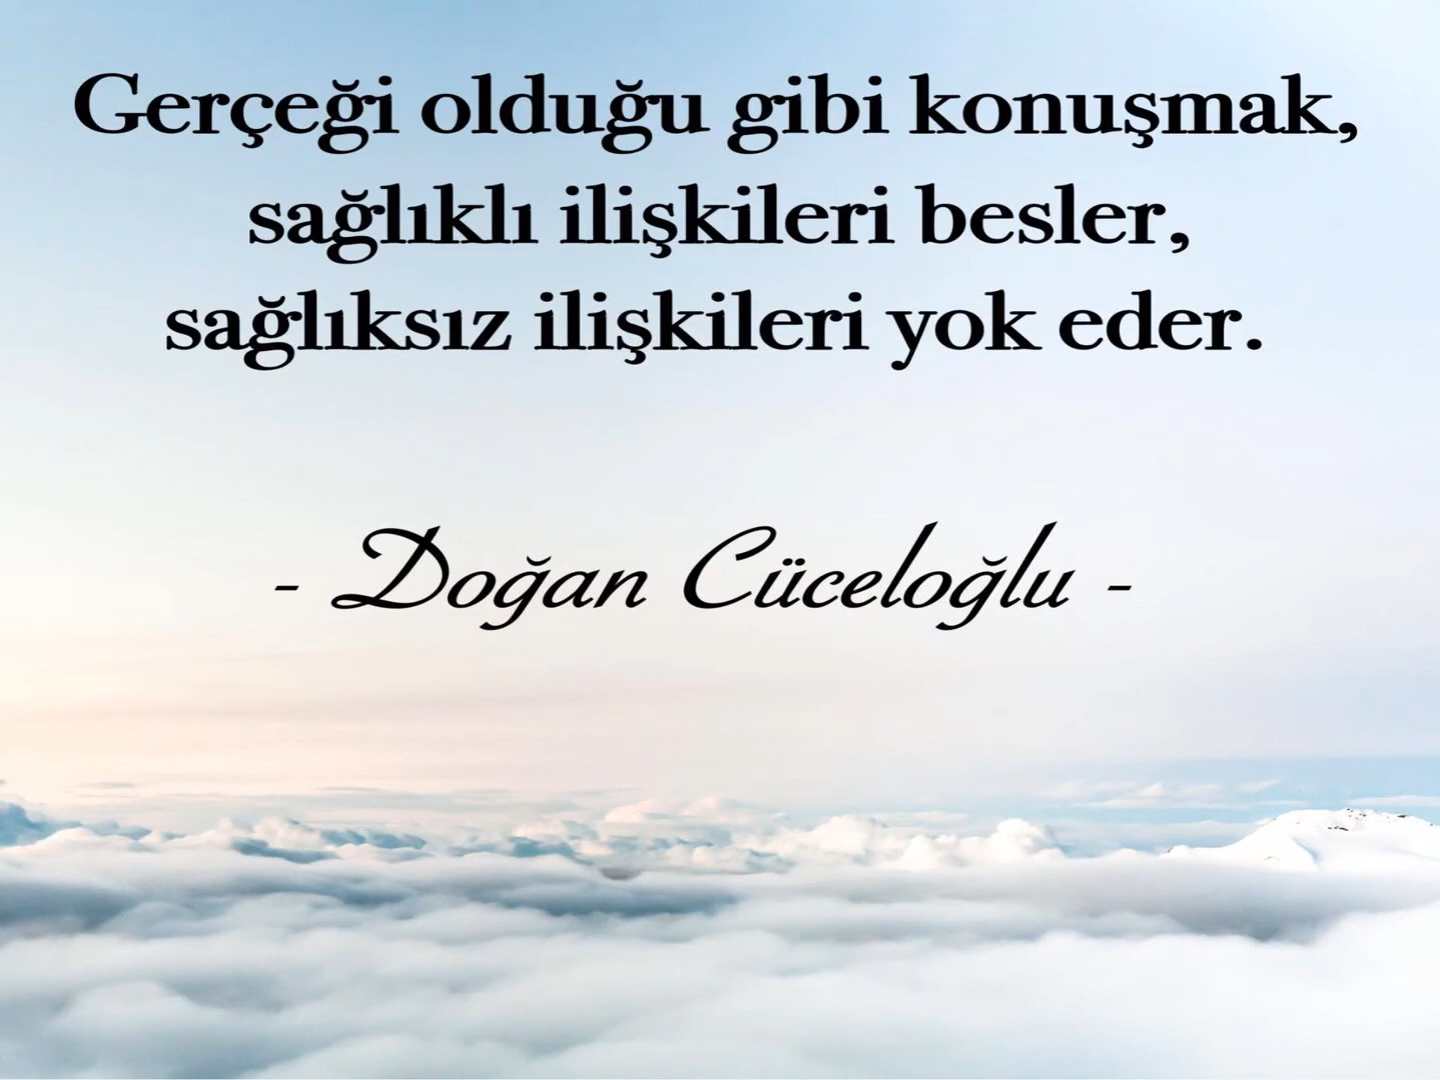 Gerçeği olduğu gibi konuşmak,
sağlıklı ilişkileri besler,
sağlıksız ilişkileri yok eder.
- Doğan Cüceloğlu -